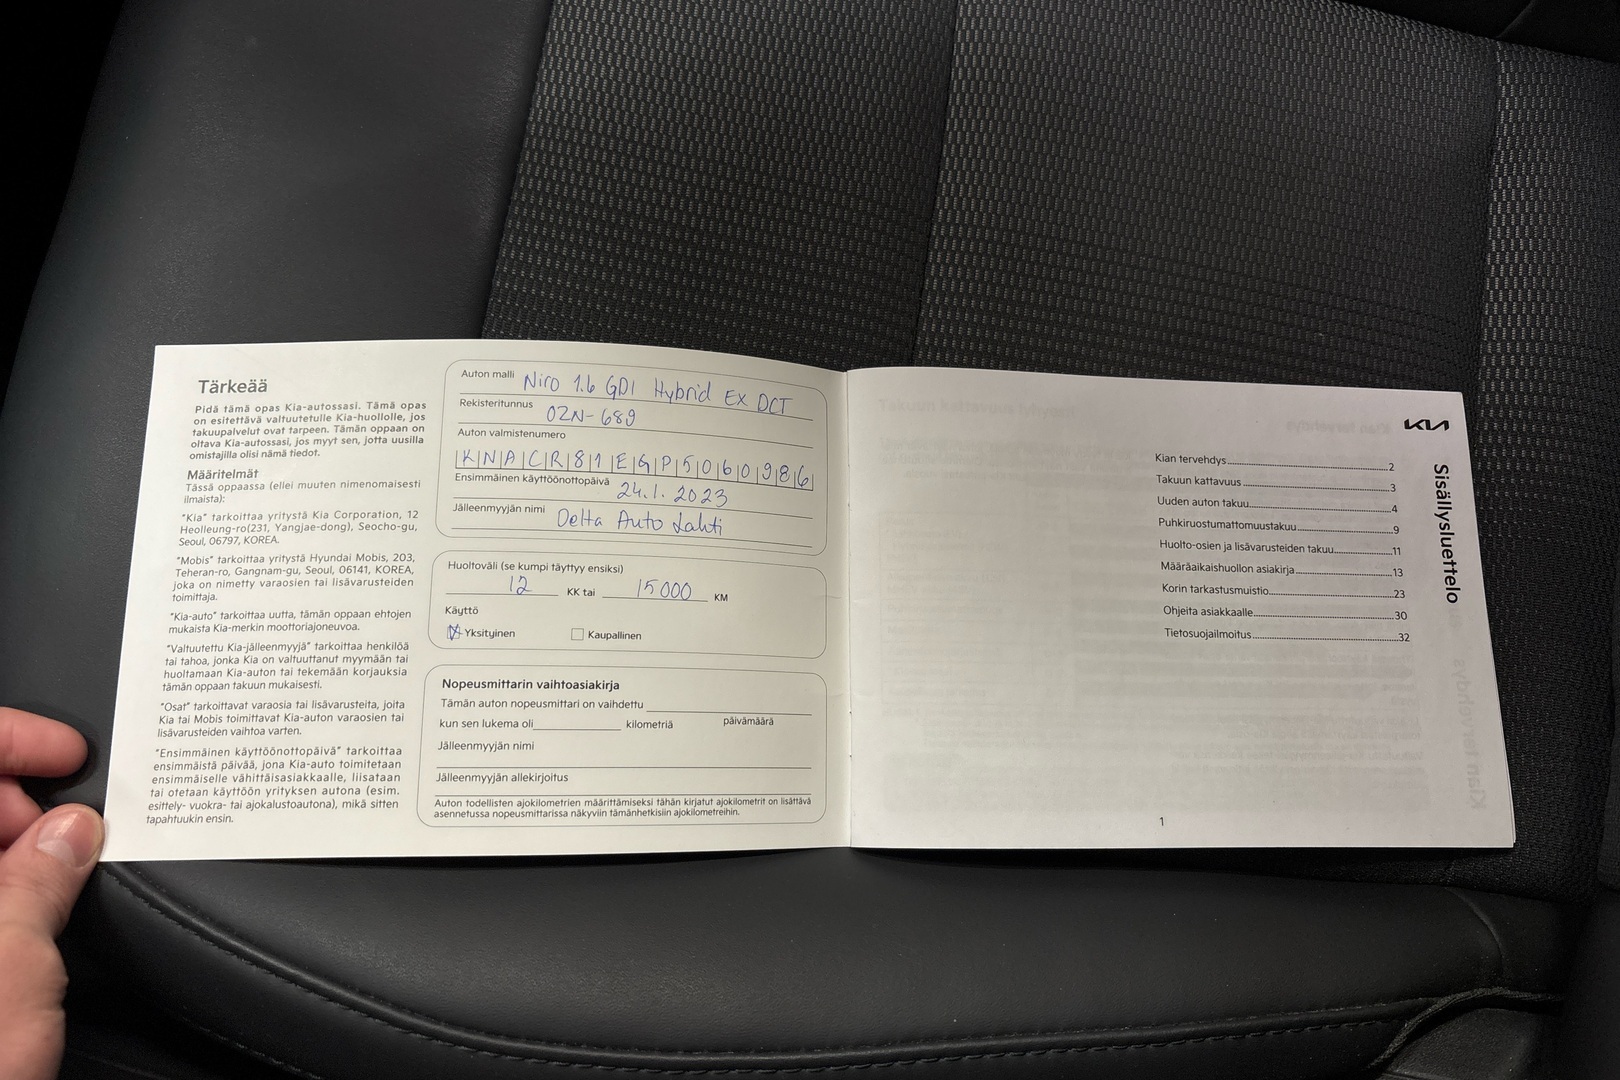 Tärkeää
Pidä tämä opas Kia-autossasi. Tämä opas
on esitettävä valtuutetulle Kia-huollolle, jos
takuupalvelut ovat tarpeen. Tämän oppaan on
oltava Kia-autossasi, jos myyt sen, jotta uusilla
omistajilla olisi nämä tiedot.
Määritelmät
Tässä oppaassa (ellei muuten nimenomaisesti
ilmaista):
"Kia" tarkoittaa yritystä Kia Corporation, 12
Heolleung-ro(231, Yangjae-dong), Seocho-gu,
Seoul, 06797, KOREA.
"Mobis" tarkoittaa yritystä Hyundai Mobis, 203,
Teheran-ro, Gangnam-gu, Seoul, 06141, KOREA,
joka on nimetty varaosien tai lisävarusteiden
toimittaja.
"Kia-auto" tarkoittaa uutta, tämän oppaan ehtojen
mukaista Kia-merkin moottoriajoneuvoa.
"Valtuutettu Kia-jälleenmyyjä" tarkoittaa henkilöä
tai tahoa, jonka Kia on valtuuttanut myymään tai
huoltamaan Kia-auton tai tekemään korjauksia
tämän oppaan takuun mukaisesti.
"Osat" tarkoittavat varaosia tai lisävarusteita, joita
Kia tai Mobis toimittavat Kia-auton varaosien tai
lisävarusteiden vaihtoa varten.
"Ensimmäinen käyttöönottopäivä" tarkoittaa
ensimmäistä päivää, jona Kia-auto toimitetaan
ensimmäiselle vähittäisasiakkaalle, liisataan
tai otetaan käyttöön yrityksen autona (esim.
esittely- vuokra- tai ajokalustoautona), mikä sitten
tapahtuukin ensin.
Auton malli Niro 1.6 GDI Hybrid EX DCT
Rekisteritunnus OZN-689
Auton valmistenumero
KNACR81EGP5060986
Ensimmäinen käyttöönottopäivä 24.1.2023
Jälleenmyyjän nimi Delta Auto Lahti
Huoltoväli (se kumpi täyttyy ensiksi)
12 KK tai 15 000 KM
Käyttö
Yksityinen Kaupallinen
Nopeusmittarin vaihtoasiakirja
Tämän auton nopeusmittari on vaihdettu
päivämäärä
kun sen lukema oli kilometriä
Jälleenmyyjän nimi
Jälleenmyyjän allekirjoitus
Auton todellisten ajokilometrien määrittämiseksi tähän kirjatut ajokilometrit on lisättävä
asennetussa nopeusmittarissa näkyviin tämänhetkisiin ajokilometreihin.
KIA
Sisällysluettelo
Kian tervehdys 2
Takuun kattavuus 3
Uuden auton takuu 4
Puhkiruostumattomuustakuu 9
Huolto-osien ja lisävarusteiden takuu 11
Määräaikaishuollon asiakirja 13
Korin tarkastusmuistio 23
Ohjeita asiakkaalle 30
Tietosuojailmoitus 32
1